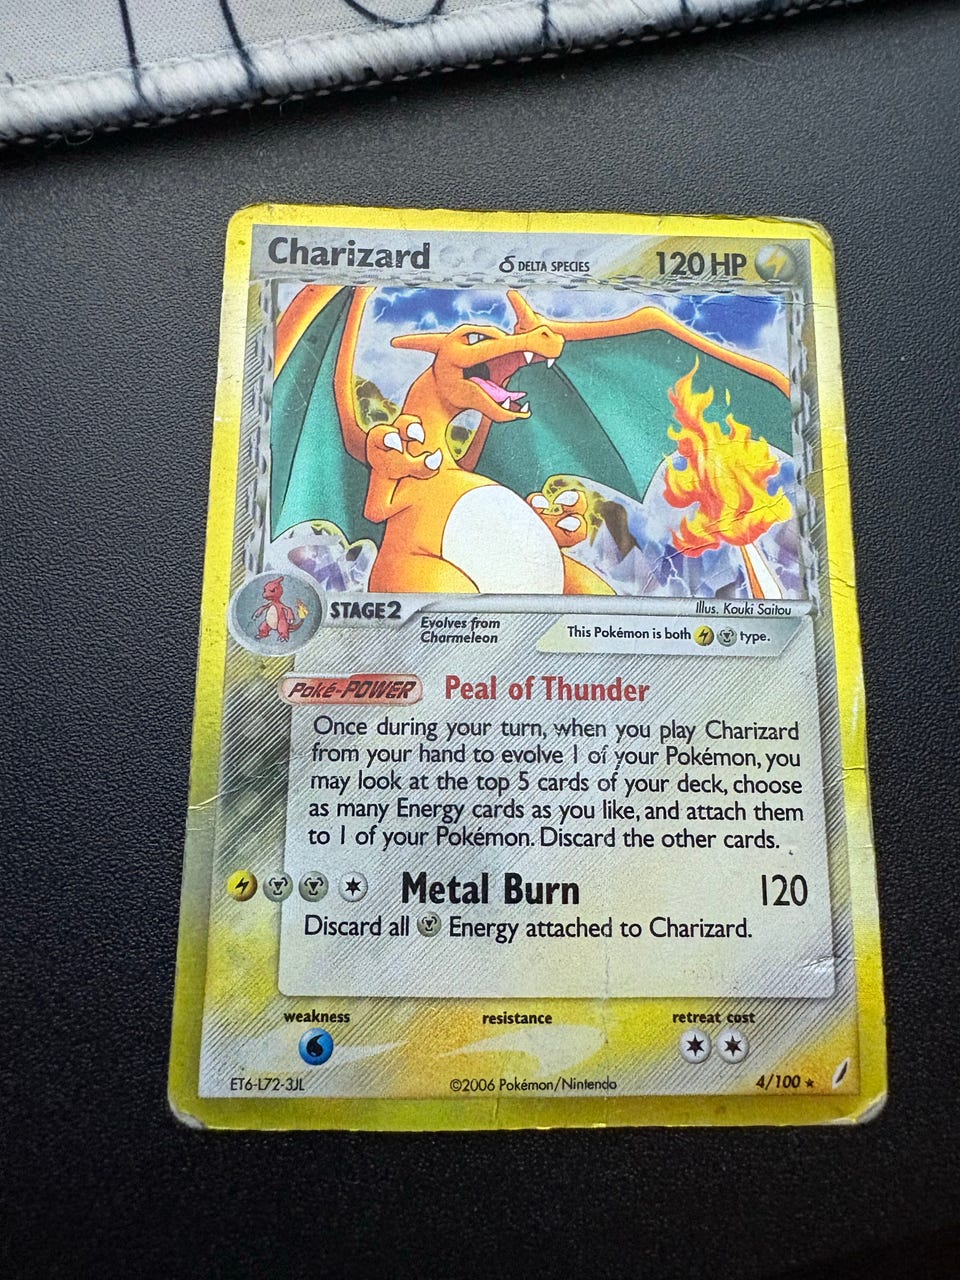 Charizard δ DELTA SPECIES 120 HP
STAGE2
Illus. Kouki Saitou
Evolves from
Charmeleon
This Pokémon is both type.
Poké-POWER Peal of Thunder
Once during your turn, when you play Charizard
from your hand to evolve 1 of your Pokémon, you
may look at the top 5 cards of your deck, choose
as many Energy cards as you like, and attach them
to 1 of your Pokémon. Discard the other cards.
Metal Burn 120
Discard all Energy attached to Charizard.
weakness resistance retreat cost
ET6-L72-3JL ©2006 Pokémon/Nintendo 4/100 ★